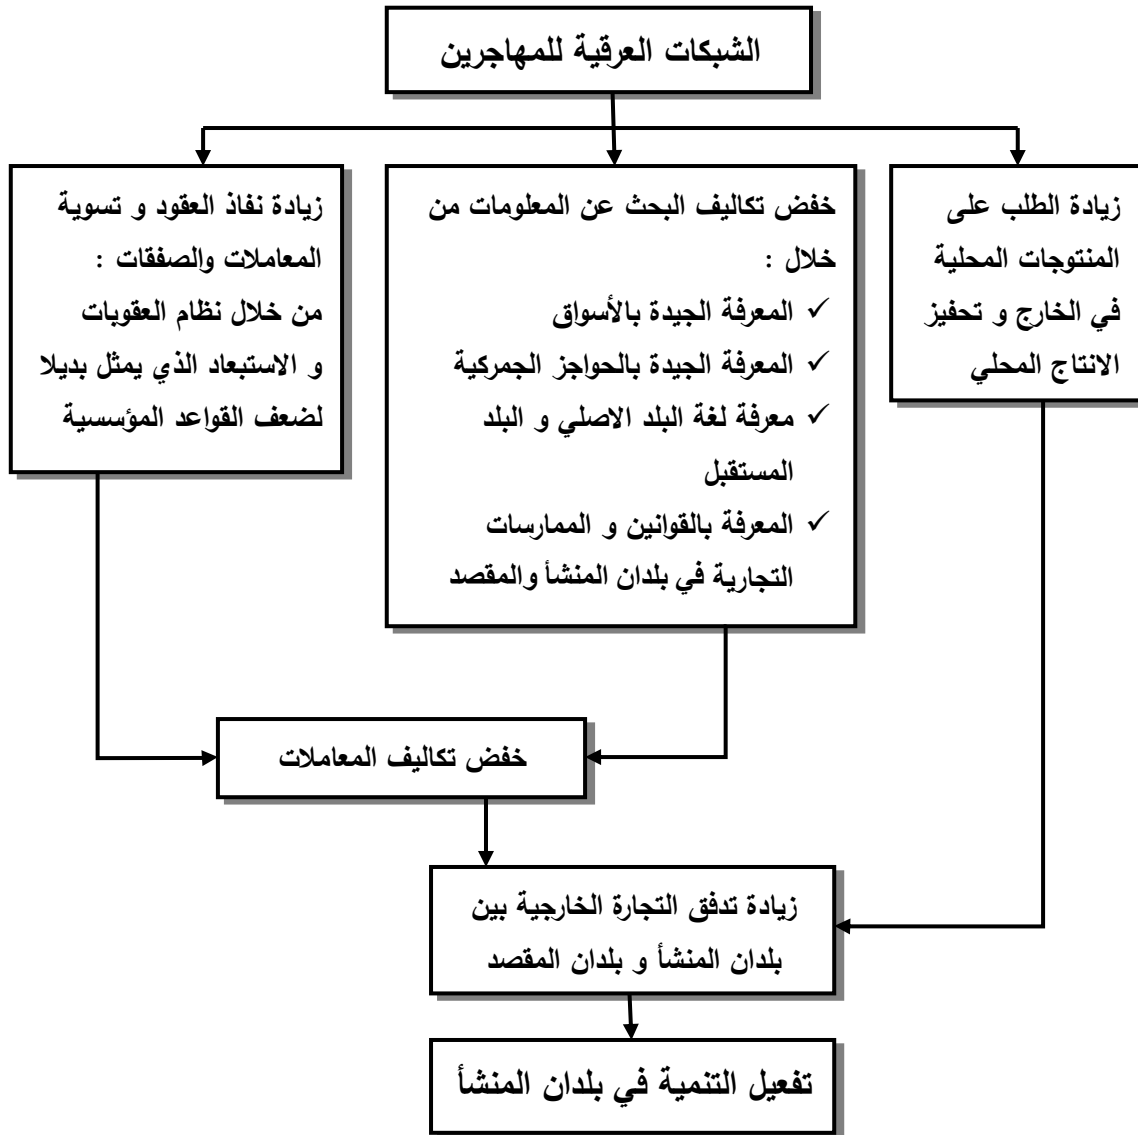 الشبكات العرقية للمهاجرين
زيادة الطلب على
المنتوجات المحلية
في الخارج و تحفيز
الانتاج المحلي
خفض تكاليف البحث عن المعلومات من
خلال :
✓ المعرفة الجيدة بالأسواق
✓ المعرفة الجيدة بالحواجز الجمركية
✓ معرفة لغة البلد الاصلي و البلد
المستقبل
✓ المعرفة بالقوانين و الممارسات
التجارية في بلدان المنشأ والمقصد
زيادة نفاذ العقود و تسوية
المعاملات والصفقات :
من خلال نظام العقوبات
و الاستبعاد الذي يمثل بديلا
لضعف القواعد المؤسسية
خفض تكاليف المعاملات
زيادة تدفق التجارة الخارجية بين
بلدان المنشأ و بلدان المقصد
تفعيل التنمية في بلدان المنشأ